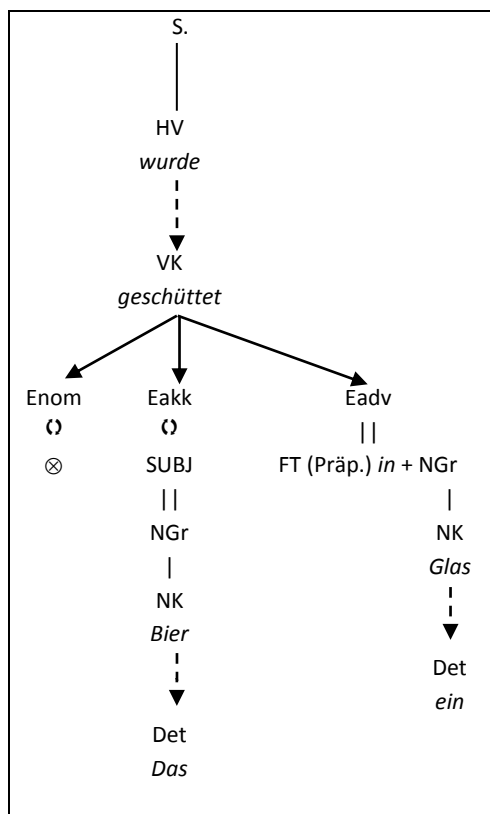 S.
HV
wurde
VK
geschüttet
Enom Eakk Eadv
⊗ SUBJ FT (Präp.) in + NGr
NGr NK
NK Glas
Bier
Det
Det ein
Das